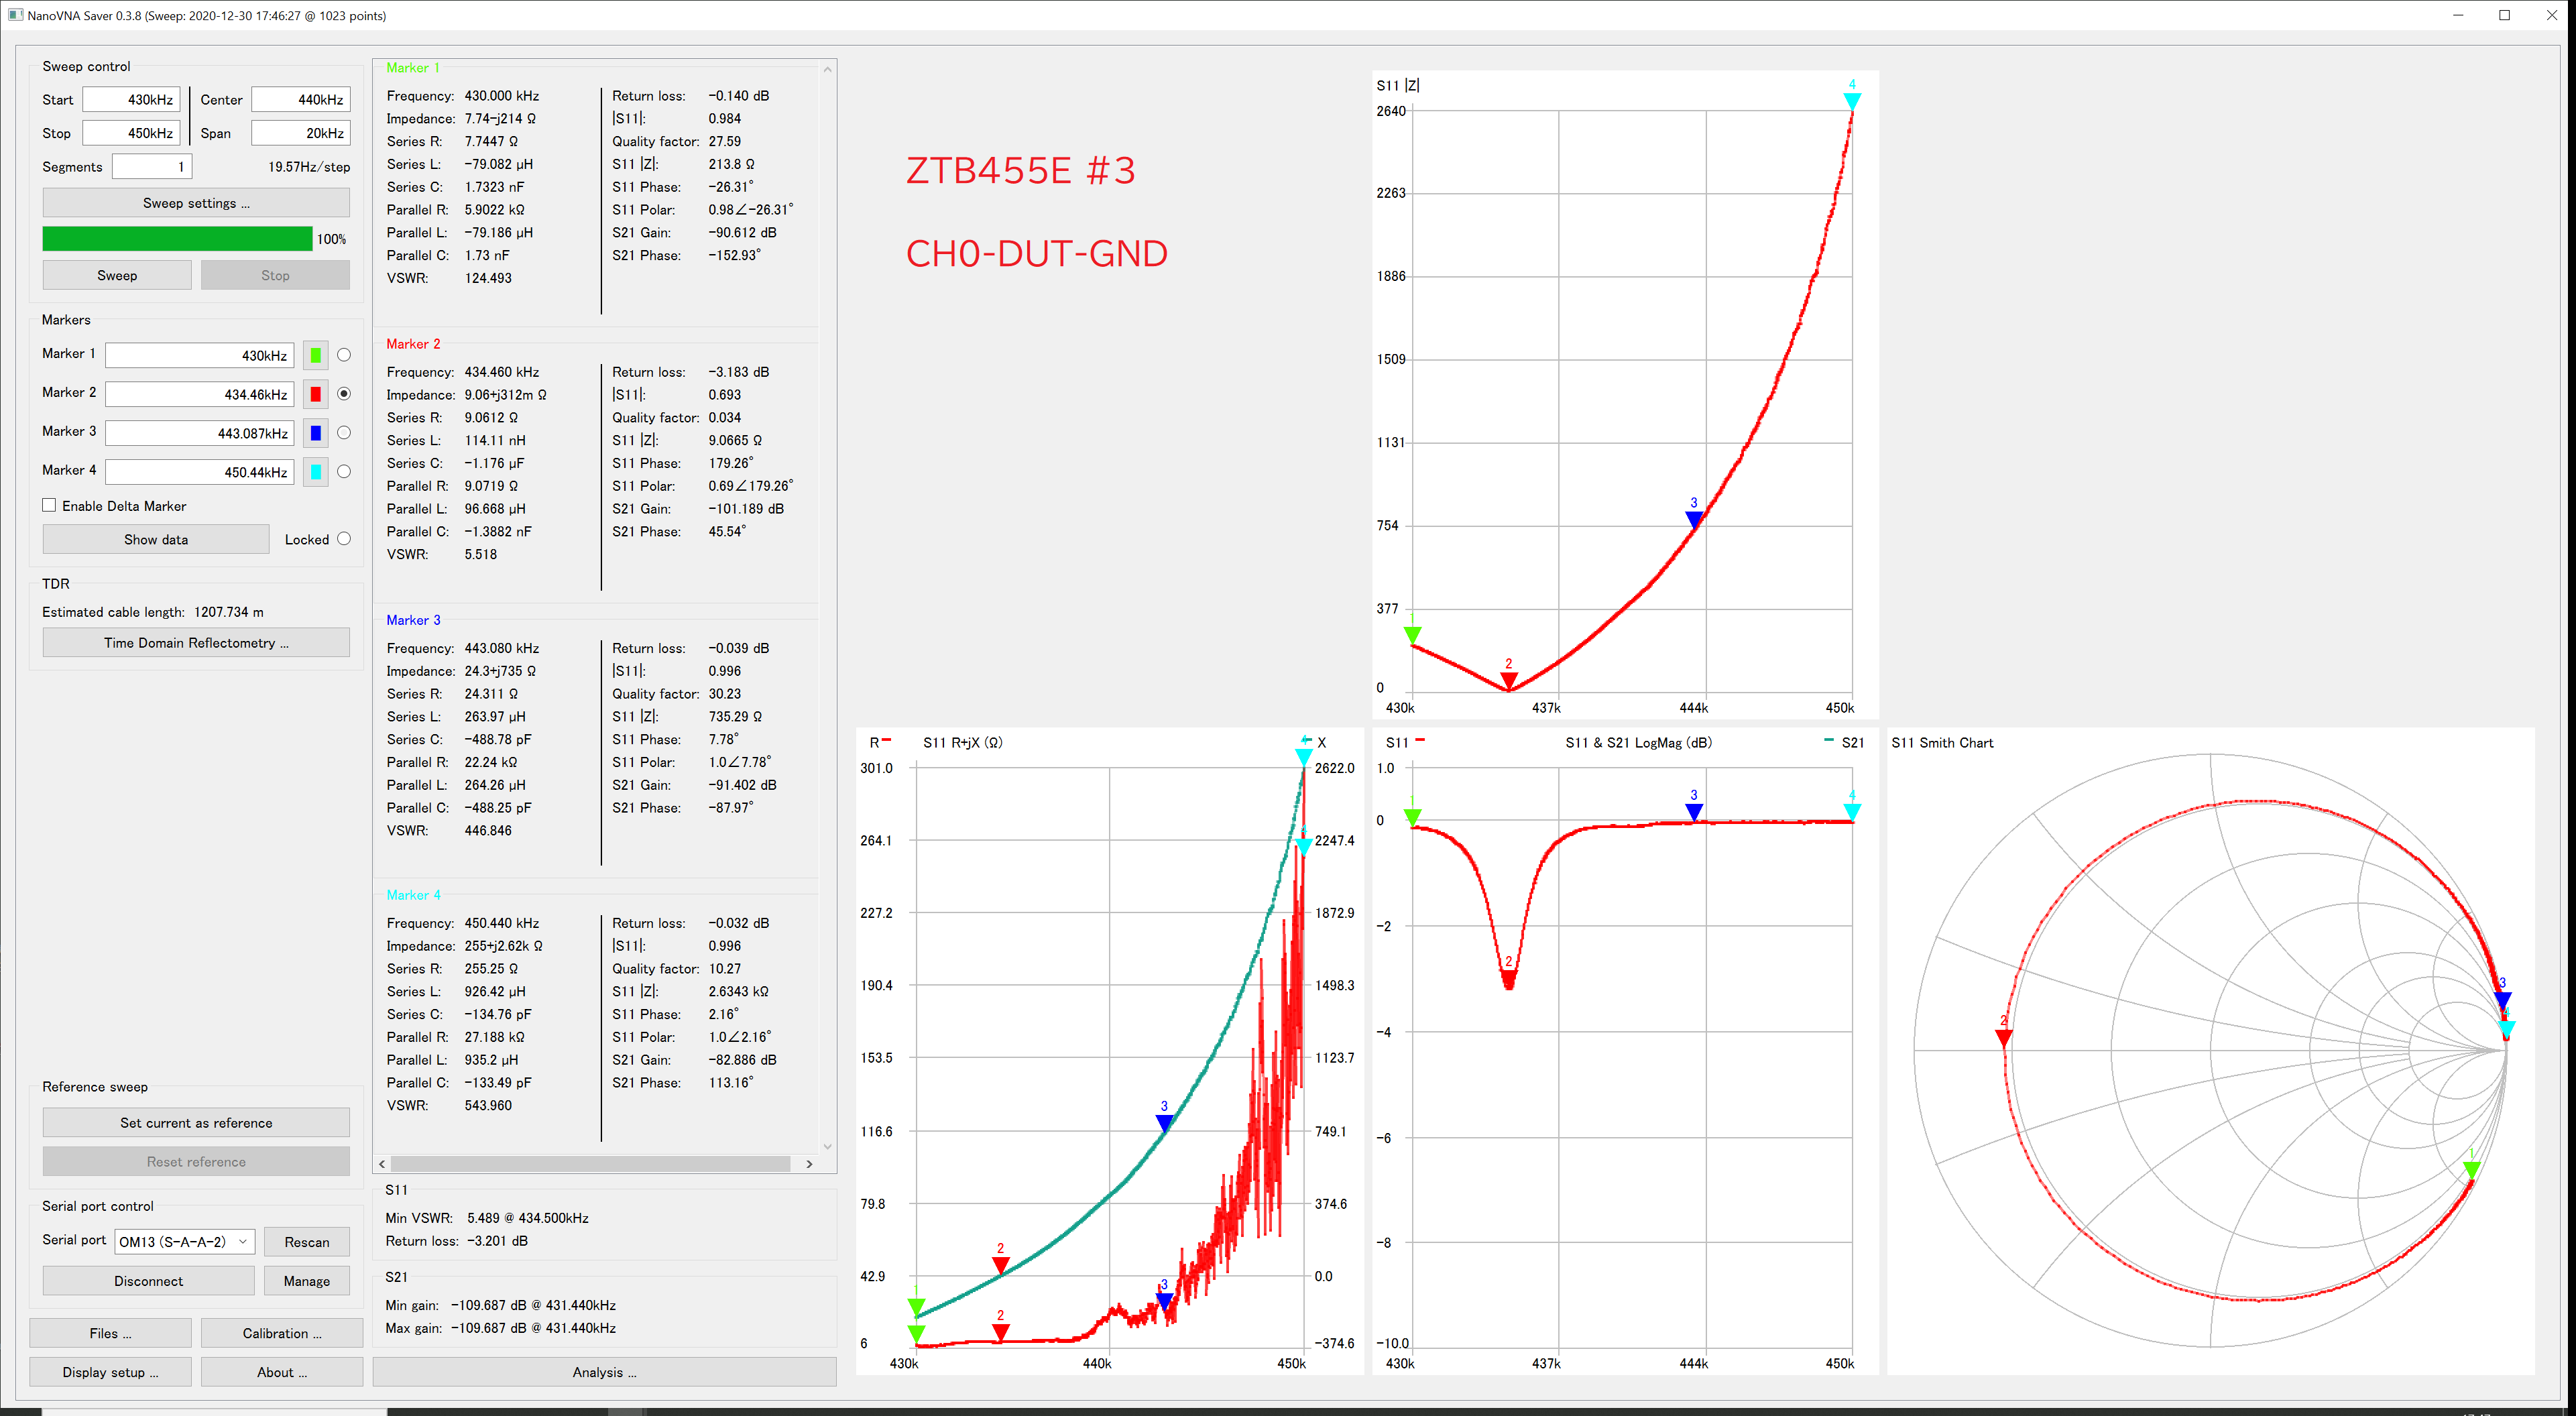 NanoVNA Saver 0.3.8 (Sweep: 2020-12-30 17:46:27 @ 1023 points)
Sweep control
Start 430kHz Center 440kHz
Stop 450kHz Span 20kHz
Segments 1 19.57Hz/step
Sweep settings ...
100%
Sweep Stop
Markers
Marker 1 430kHz
Marker 2 434.46kHz
Marker 3 443.087kHz
Marker 4 450.44kHz
Enable Delta Marker
Show data Locked
TDR
Estimated cable length: 1207.734 m
Time Domain Reflectometry ...
Reference sweep
Set current as reference
Reset reference
Serial port control
Serial port OM13 (S-A-A-2) Rescan
Disconnect Manage
Files ... Calibration ...
Display setup ... About ...
Marker 1
Frequency: 430.000 kHz Return loss: -0.140 dB
Impedance: 7.74-j214 Ω |S11|: 0.984
Series R: 7.7447 Ω Quality factor: 27.59
Series L: -79.082 µH S11 |Z|: 213.8 Ω
Series C: 1.7323 nF S11 Phase: -26.31°
Parallel R: 5.9022 kΩ S11 Polar: 0.98∠-26.31°
Parallel L: -79.186 µH S21 Gain: -90.612 dB
Parallel C: 1.73 nF S21 Phase: -152.93°
VSWR: 124.493
Marker 2
Frequency: 434.460 kHz Return loss: -3.183 dB
Impedance: 9.06+j312m Ω |S11|: 0.693
Series R: 9.0612 Ω Quality factor: 0.034
Series L: 114.11 nH S11 |Z|: 9.0665 Ω
Series C: -1.176 µF S11 Phase: 179.26°
Parallel R: 9.0719 Ω S11 Polar: 0.69∠179.26°
Parallel L: 96.668 µH S21 Gain: -101.189 dB
Parallel C: -1.3882 nF S21 Phase: 45.54°
VSWR: 5.518
Marker 3
Frequency: 443.080 kHz Return loss: -0.039 dB
Impedance: 24.3+j735 Ω |S11|: 0.996
Series R: 24.311 Ω Quality factor: 30.23
Series L: 263.97 µH S11 |Z|: 735.29 Ω
Series C: -488.78 pF S11 Phase: 7.78°
Parallel R: 22.24 kΩ S11 Polar: 1.0∠7.78°
Parallel L: 264.26 µH S21 Gain: -91.402 dB
Parallel C: -488.25 pF S21 Phase: -87.97°
VSWR: 446.846
Marker 4
Frequency: 450.440 kHz Return loss: -0.032 dB
Impedance: 255+j2.62k Ω |S11|: 0.996
Series R: 255.25 Ω Quality factor: 10.27
Series L: 926.42 µH S11 |Z|: 2.6343 kΩ
Series C: -134.76 pF S11 Phase: 2.16°
Parallel R: 27.188 kΩ S11 Polar: 1.0∠2.16°
Parallel L: 935.2 µH S21 Gain: -82.886 dB
Parallel C: -133.49 pF S21 Phase: 113.16°
VSWR: 543.960
S11
Min VSWR: 5.489 @ 434.500kHz
Return loss: -3.201 dB
S21
Min gain: -109.687 dB @ 431.440kHz
Max gain: -109.687 dB @ 431.440kHz
Analysis ...
ZTB455E #3
CH0-DUT-GND
S11 |Z|
4
2640
2263
1886
1509
1131
3
754
377
1
2
0
430k 437k 444k 450k
R S11 R+jX (Ω) 4 X
301.0 2622.0
264.1 2247.4
227.2 1872.9
190.4 1498.3
153.5 1123.7
3
116.6 749.1
79.8 374.6
2
42.9 0.0
1 3
2
6 -374.6
430k 440k 450k
S11 S11 & S21 LogMag (dB) S21
1.0
1 3 4
0
-2
2
-4
-6
-8
-10.0
430k 437k 444k 450k
S11 Smith Chart
3
2 4
1